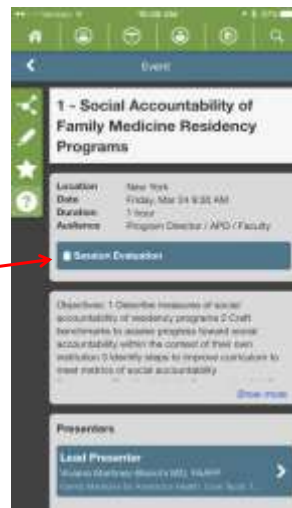 Event
1 - Social Accountability of
Family Medicine Residency
Programs
Location New York
Date Friday, Mar 24 AM
Duration 1 hour
Audience Program Director / APD / Faculty
Session Evaluation
Objectives: 1 Describe measures of social
accountability of residency programs 2 Craft
benchmarks to assess progress toward social
accountability within the context of their own
institution 3 Identify steps to improve curriculum to
meet metrics of social accountability
Show more
Presenters
Lead Presenter
MD, FAAFP